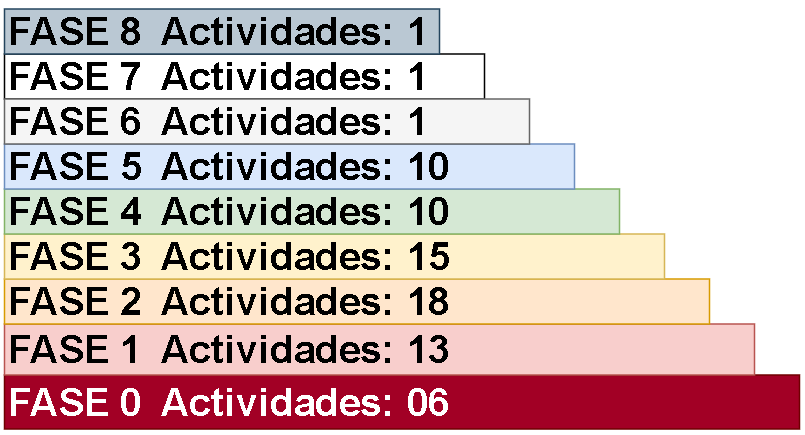 FASE 8 Actividades: 1
FASE 7 Actividades: 1
FASE 6 Actividades: 1
FASE 5 Actividades: 10
FASE 4 Actividades: 10
FASE 3 Actividades: 15
FASE 2 Actividades: 18
FASE 1 Actividades: 13
FASE 0 Actividades: 06